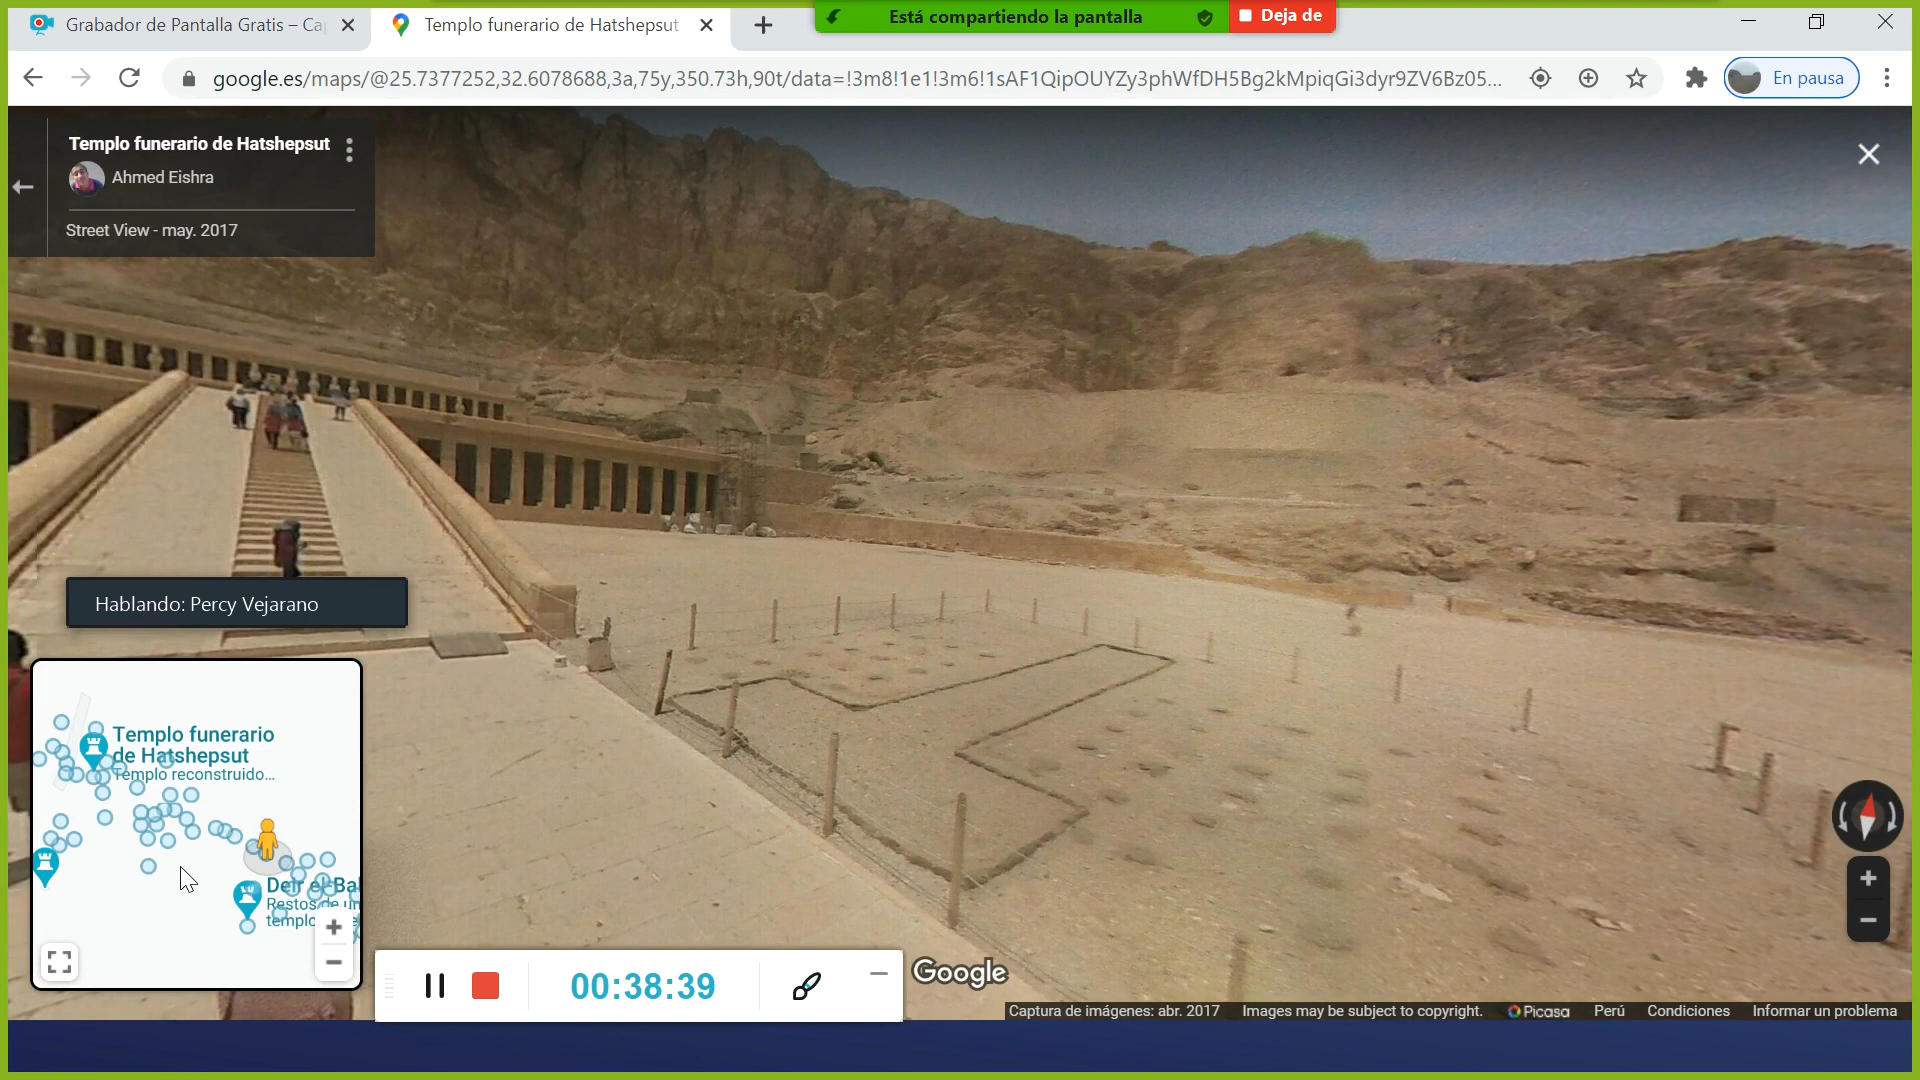 Grabador de Pantalla Gratis – Ca
Templo funerario de Hatshepsut
Está compartiendo la pantalla
Deja de
google.es/maps/@25.7377252,32.6078688,3a,75y,350.73h,90t/data=!3m8!1e1!3m6!1sAF1QipOUYZy3phWfDH5Bg2kMpiqGi3dyr9ZV6Bz05...
En pausa
Templo funerario de Hatshepsut
Ahmed Eishra
Street View - may. 2017
Hablando: Percy Vejarano
Templo funerario
de Hatshepsut
Templo reconstruido...
Deir el-Ba
Restos de un
templo
00:38:39
Google
Captura de imágenes: abr. 2017 Images may be subject to copyright. Picasa Perú Condiciones Informar un problema